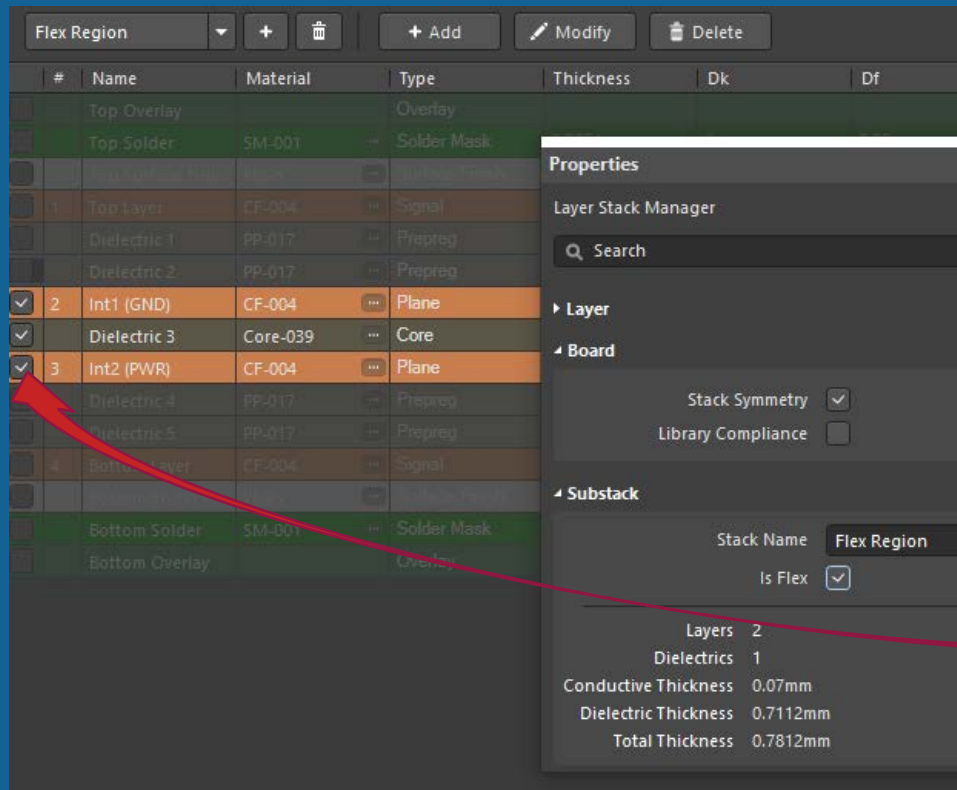 Flex Region + Add Modify Delete
# Name Material Type Thickness Dk Df
Top Overlay Overlay
Top Solder SM-001 Solder Mask
1 Top Layer CF-004 Signal
Dielectric 1 PP-017 Prepreg
Dielectric 2 PP-017 Prepreg
2 Int1 (GND) CF-004 Plane
Dielectric 3 Core-039 Core
3 Int2 (PWR) CF-004 Plane
Dielectric 4 PP-017 Prepreg
Dielectric 5 PP-017 Prepreg
4 Bottom Layer CF-004 Signal
Bottom Solder SM-001 Solder Mask
Bottom Overlay Overlay
Properties
Layer Stack Manager
Search
Layer
Board
Stack Symmetry
Library Compliance
Substack
Stack Name Flex Region
Is Flex
Layers 2
Dielectrics 1
Conductive Thickness 0.07mm
Dielectric Thickness 0.7112mm
Total Thickness 0.7812mm